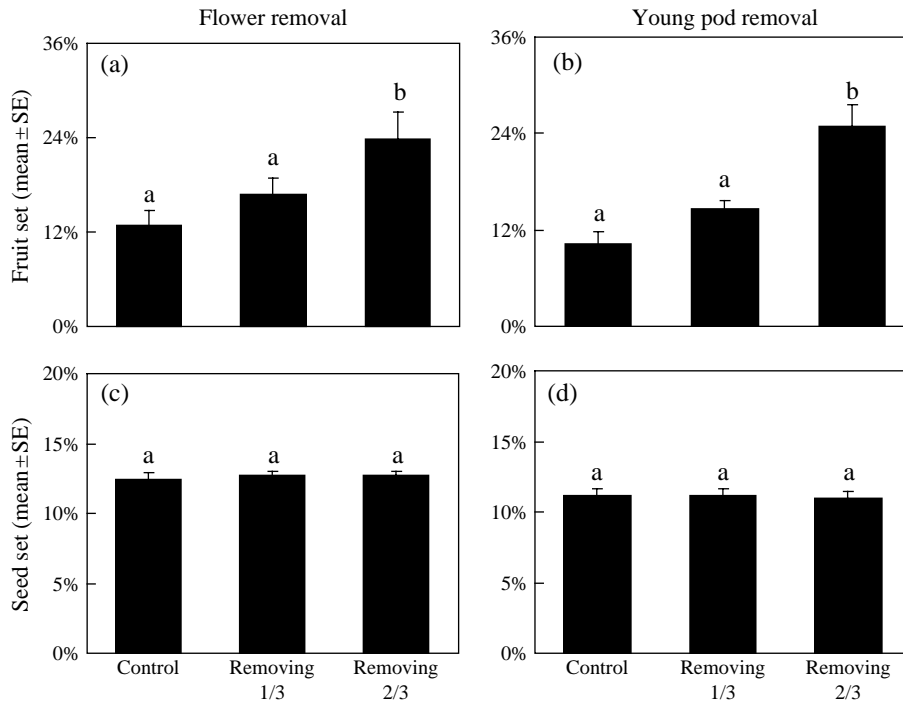 Flower removal
Young pod removal
Fruit set (mean±SE)
36%
24%
12%
0%
(a)
a
a
b
36%
24%
12%
0%
(b)
a
a
b
Seed set (mean±SE)
20%
15%
10%
5%
0%
(c)
a
a
a
Control
Removing
1/3
Removing
2/3
20%
15%
10%
5%
0%
(d)
a
a
a
Control
Removing
1/3
Removing
2/3